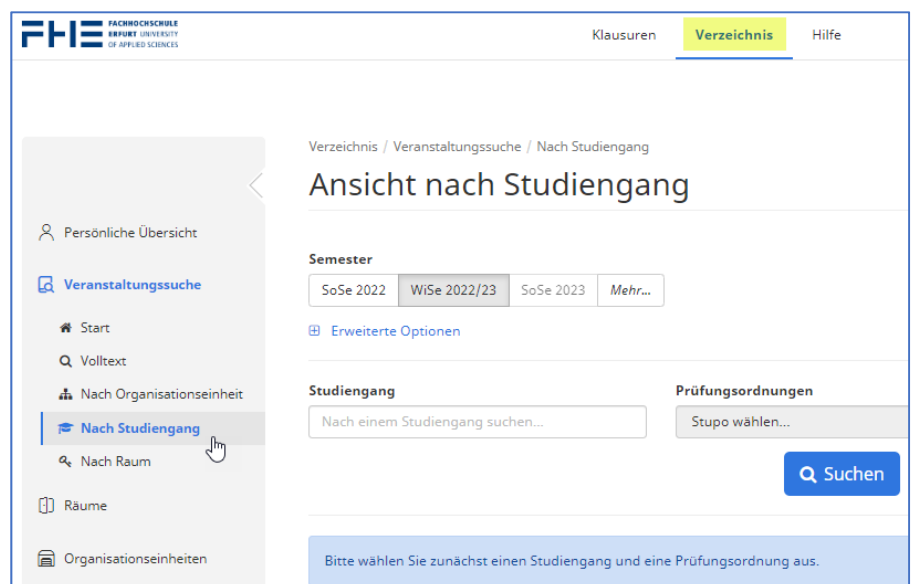 FACHHOCHSCHULE
FHE ERFURT UNIVERSITY
OF APPLIED SCIENCES
Klausuren Verzeichnis Hilfe
Verzeichnis / Veranstaltungssuche / Nach Studiengang
Ansicht nach Studiengang
Persönliche Übersicht
Veranstaltungssuche
Start
Volltext
Nach Organisationseinheit
Nach Studiengang
Nach Raum
Räume
Organisationseinheiten
Semester
SoSe 2022 WiSe 2022/23 SoSe 2023 Mehr...
Erweiterte Optionen
Studiengang Prüfungsordnungen
Nach einem Studiengang suchen... Stupo wählen...
Suchen
Bitte wählen Sie zunächst einen Studiengang und eine Prüfungsordnung aus.